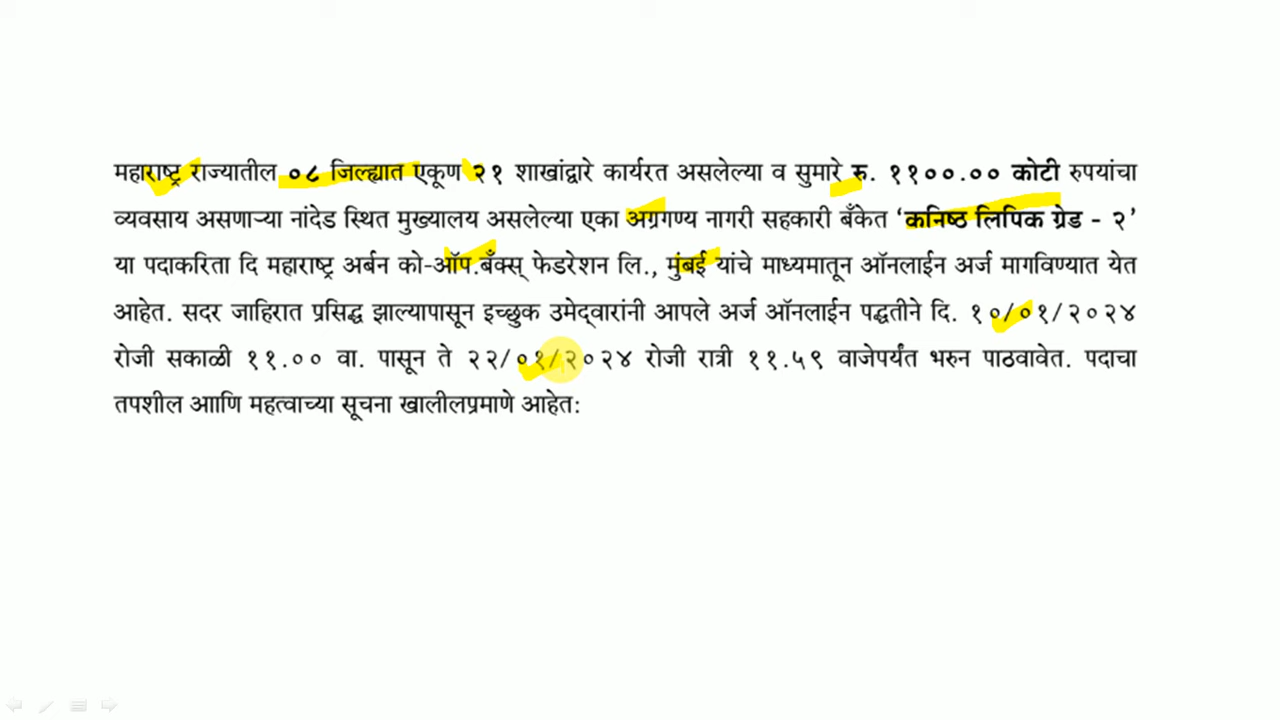 महाराष्ट्र राज्यातील ०८ जिल्ह्यात एकूण २१ शाखांद्वारे कार्यरत असलेल्या व सुमारे रु. ११००.०० कोटी रुपयांचा
व्यवसाय असणाऱ्या नांदेड स्थित मुख्यालय असलेल्या एका अग्रगण्य नागरी सहकारी बँकेत ‘कनिष्ठ लिपिक ग्रेड - २’
या पदाकरिता दि महाराष्ट्र अर्बन को-ऑप.बँक्स् फेडरेशन लि., मुंबई यांचे माध्यमातून ऑनलाईन अर्ज मागविण्यात येत
आहेत. सदर जाहिरात प्रसिद्ध झाल्यापासून इच्छुक उमेद्वारांनी आपले अर्ज ऑनलाईन पद्धतीने दि. १०/०१/२०२४
रोजी सकाळी ११.०० वा. पासून ते २२/०१/२०२४ रोजी रात्री ११.५९ वाजेपर्यंत भरुन पाठवावेत. पदाचा
तपशील आाणि महत्वाच्या सूचना खालीलप्रमाणे आहेत: